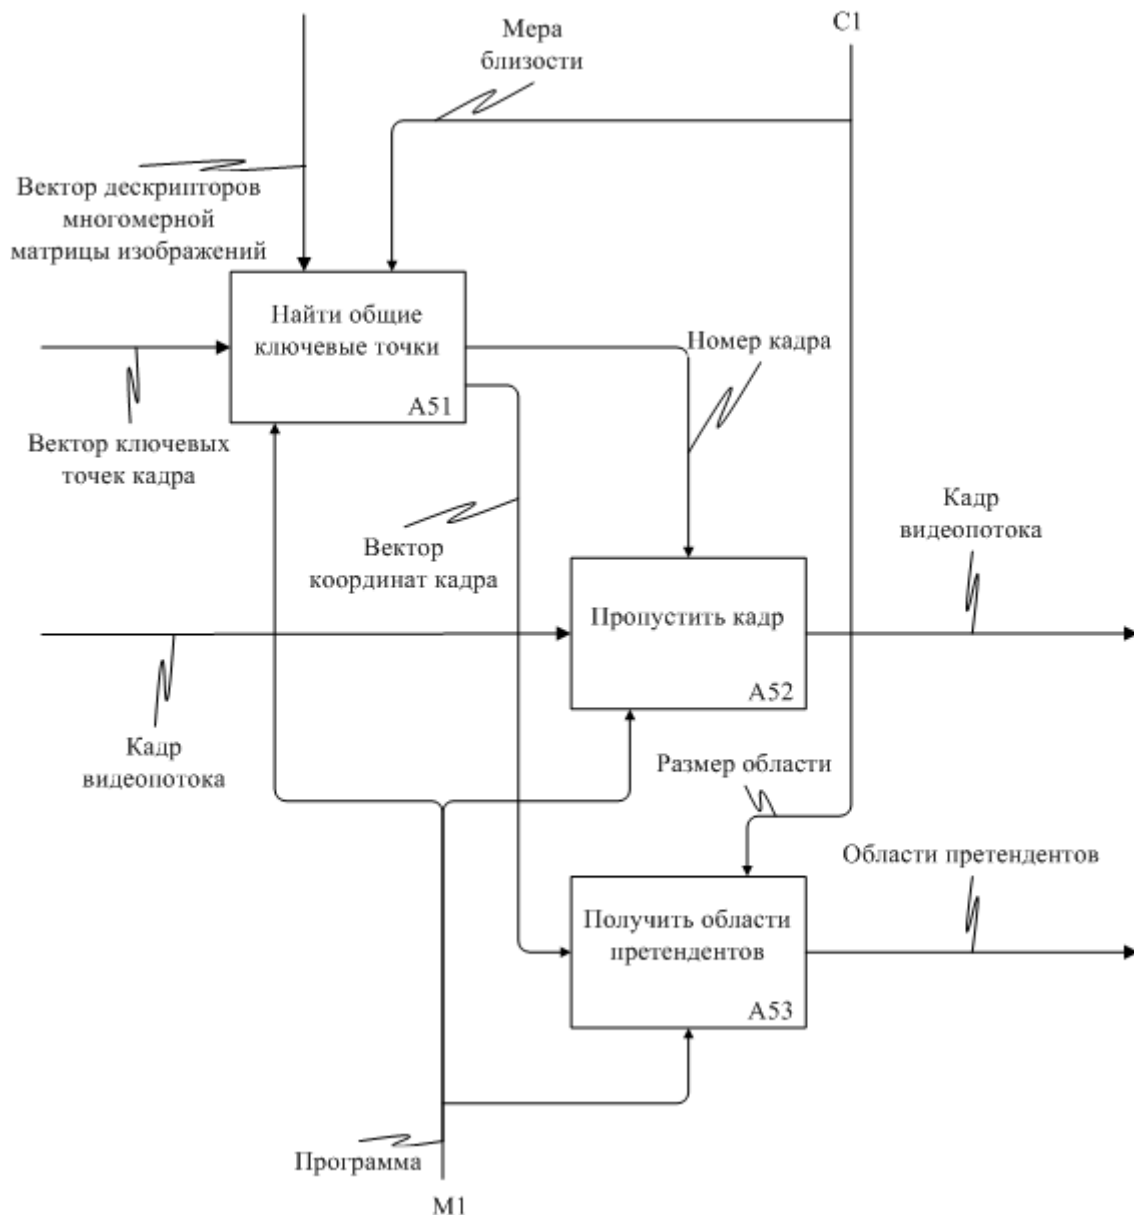 C1
Мера
близости
Вектор дескрипторов
многомерной
матрицы изображений
Найти общие
ключевые точки
A51
Номер кадра
Вектор ключевых
точек кадра
Кадр
видеопотока
Вектор
координат кадра
Пропустить кадр
A52
Кадр
видеопотока
Размер области
Области претендентов
Получить области
претендентов
A53
Программа
M1